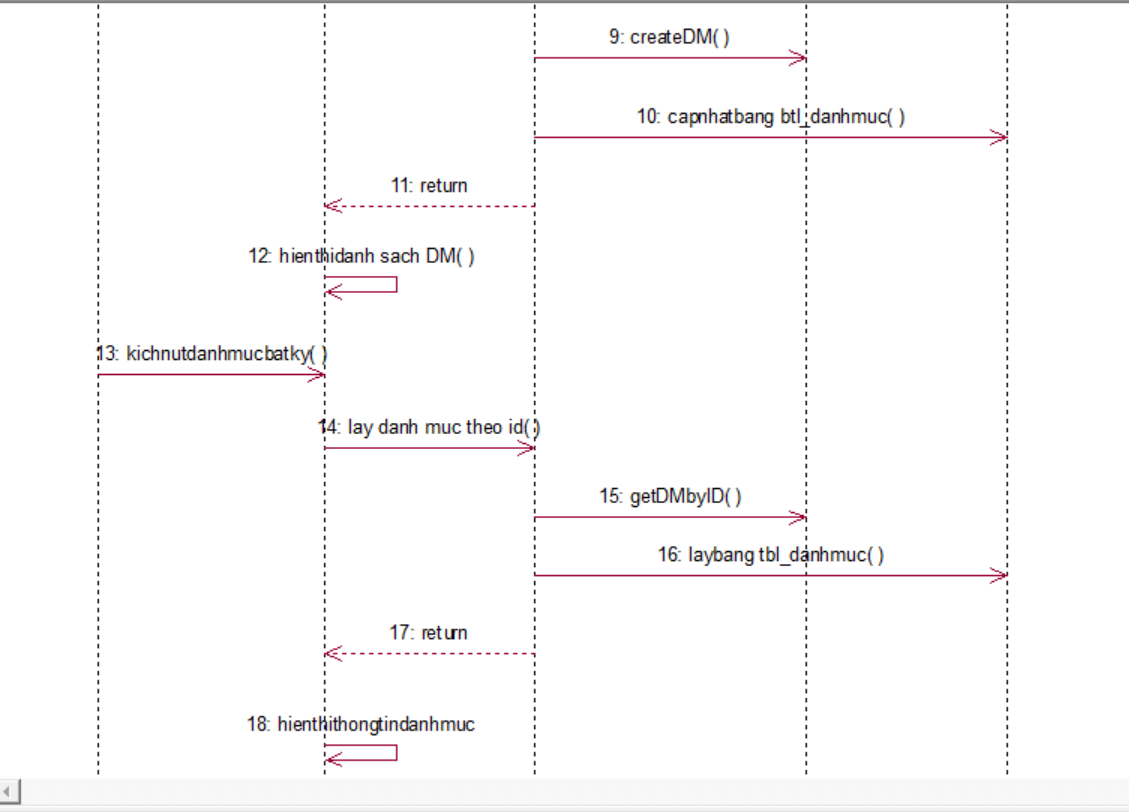 9: createDM( )
10: capnhatbang btl_danhmuc( )
11: return
12: hienthidanh sach DM( )
13: kichnutdanhmucbatky( )
14: lay danh muc theo id( )
15: getDMbyID( )
16: laybang tbl_danhmuc( )
17: return
18: hienthithongtindanhmuc